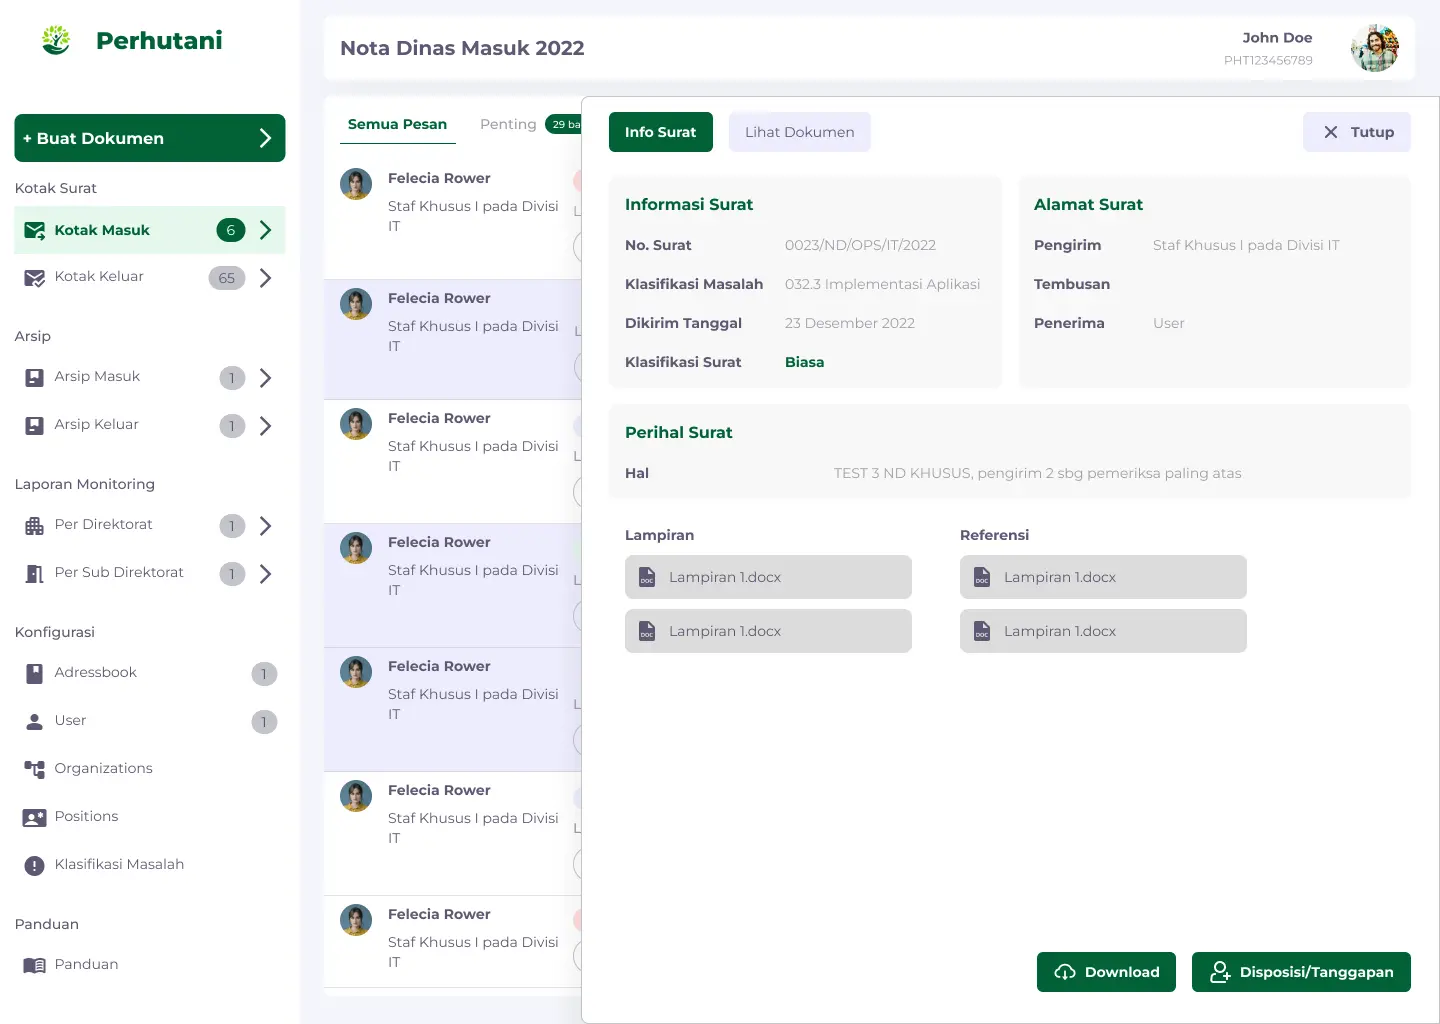 Perhutani
+ Buat Dokumen
Kotak Surat
Kotak Masuk 6
Kotak Keluar 65
Arsip
Arsip Masuk 1
Arsip Keluar 1
Laporan Monitoring
Per Direktorat 1
Per Sub Direktorat 1
Konfigurasi
Adressbook 1
User 1
Organizations
Positions
Klasifikasi Masalah
Panduan
Panduan
Nota Dinas Masuk 2022
John Doe
PHT123456789
Semua Pesan Penting 29 ba
Felecia Rower
Staf Khusus I pada Divisi
IT
Felecia Rower
Staf Khusus I pada Divisi
IT
Felecia Rower
Staf Khusus I pada Divisi
IT
Felecia Rower
Staf Khusus I pada Divisi
IT
Felecia Rower
Staf Khusus I pada Divisi
IT
Felecia Rower
Staf Khusus I pada Divisi
IT
Felecia Rower
Staf Khusus I pada Divisi
IT
Info Surat Lihat Dokumen Tutup
Informasi Surat
No. Surat 0023/ND/OPS/IT/2022
Klasifikasi Masalah 032.3 Implementasi Aplikasi
Dikirim Tanggal 23 Desember 2022
Klasifikasi Surat Biasa
Alamat Surat
Pengirim Staf Khusus I pada Divisi IT
Tembusan
Penerima User
Perihal Surat
Hal TEST 3 ND KHUSUS, pengirim 2 sbg pemeriksa paling atas
Lampiran
DOC Lampiran 1.docx
DOC Lampiran 1.docx
Referensi
DOC Lampiran 1.docx
DOC Lampiran 1.docx
Download Disposisi/Tanggapan